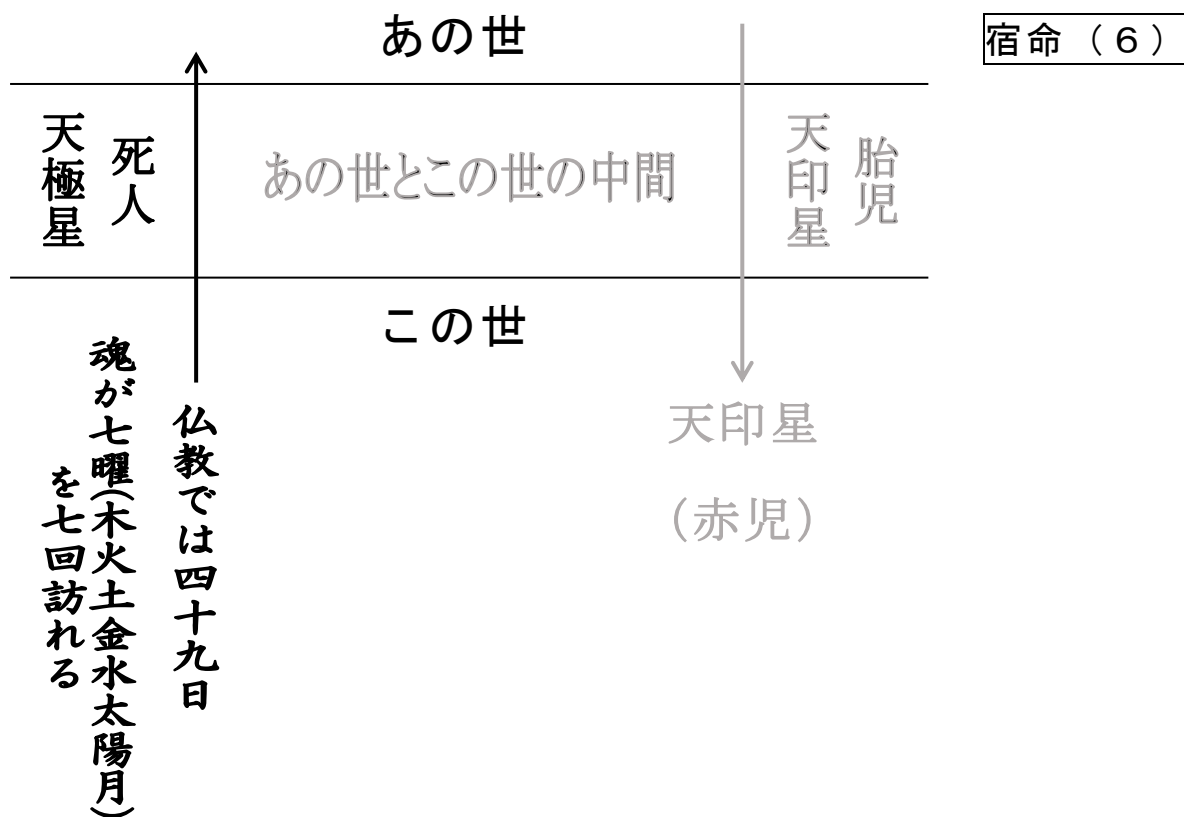 宿命（６）
あの世
胎児
天印星
あの世とこの世の中間
死人
天極星
この世
天印星
（赤児）
仏教では四十九日
魂が七曜(木火土金水太陽月)
を七回訪れる